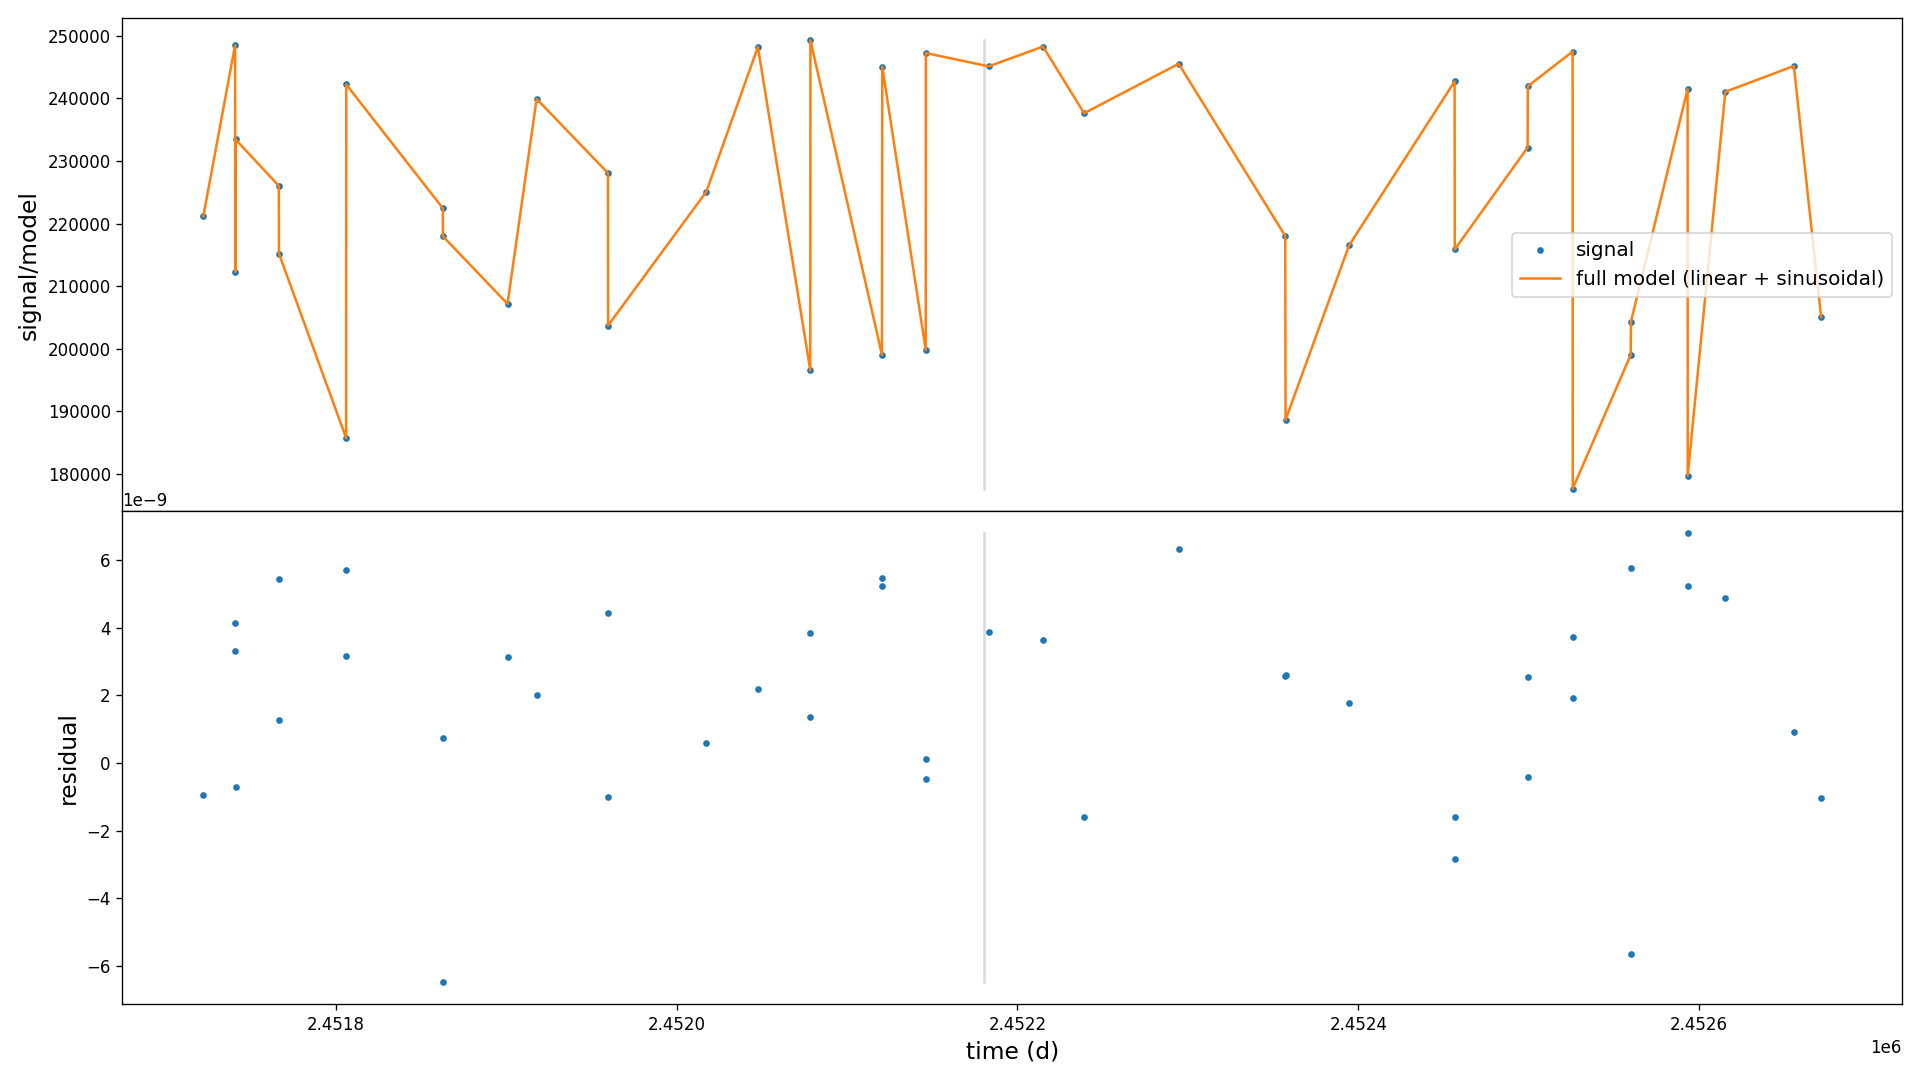 250000
240000
230000
220000
210000
200000
190000
180000
signal/model
signal
full model (linear + sinusoidal)
1e−9
6
4
2
0
−2
−4
−6
residual
2.4518
2.4520
2.4522
2.4524
2.4526
time (d)
1e6